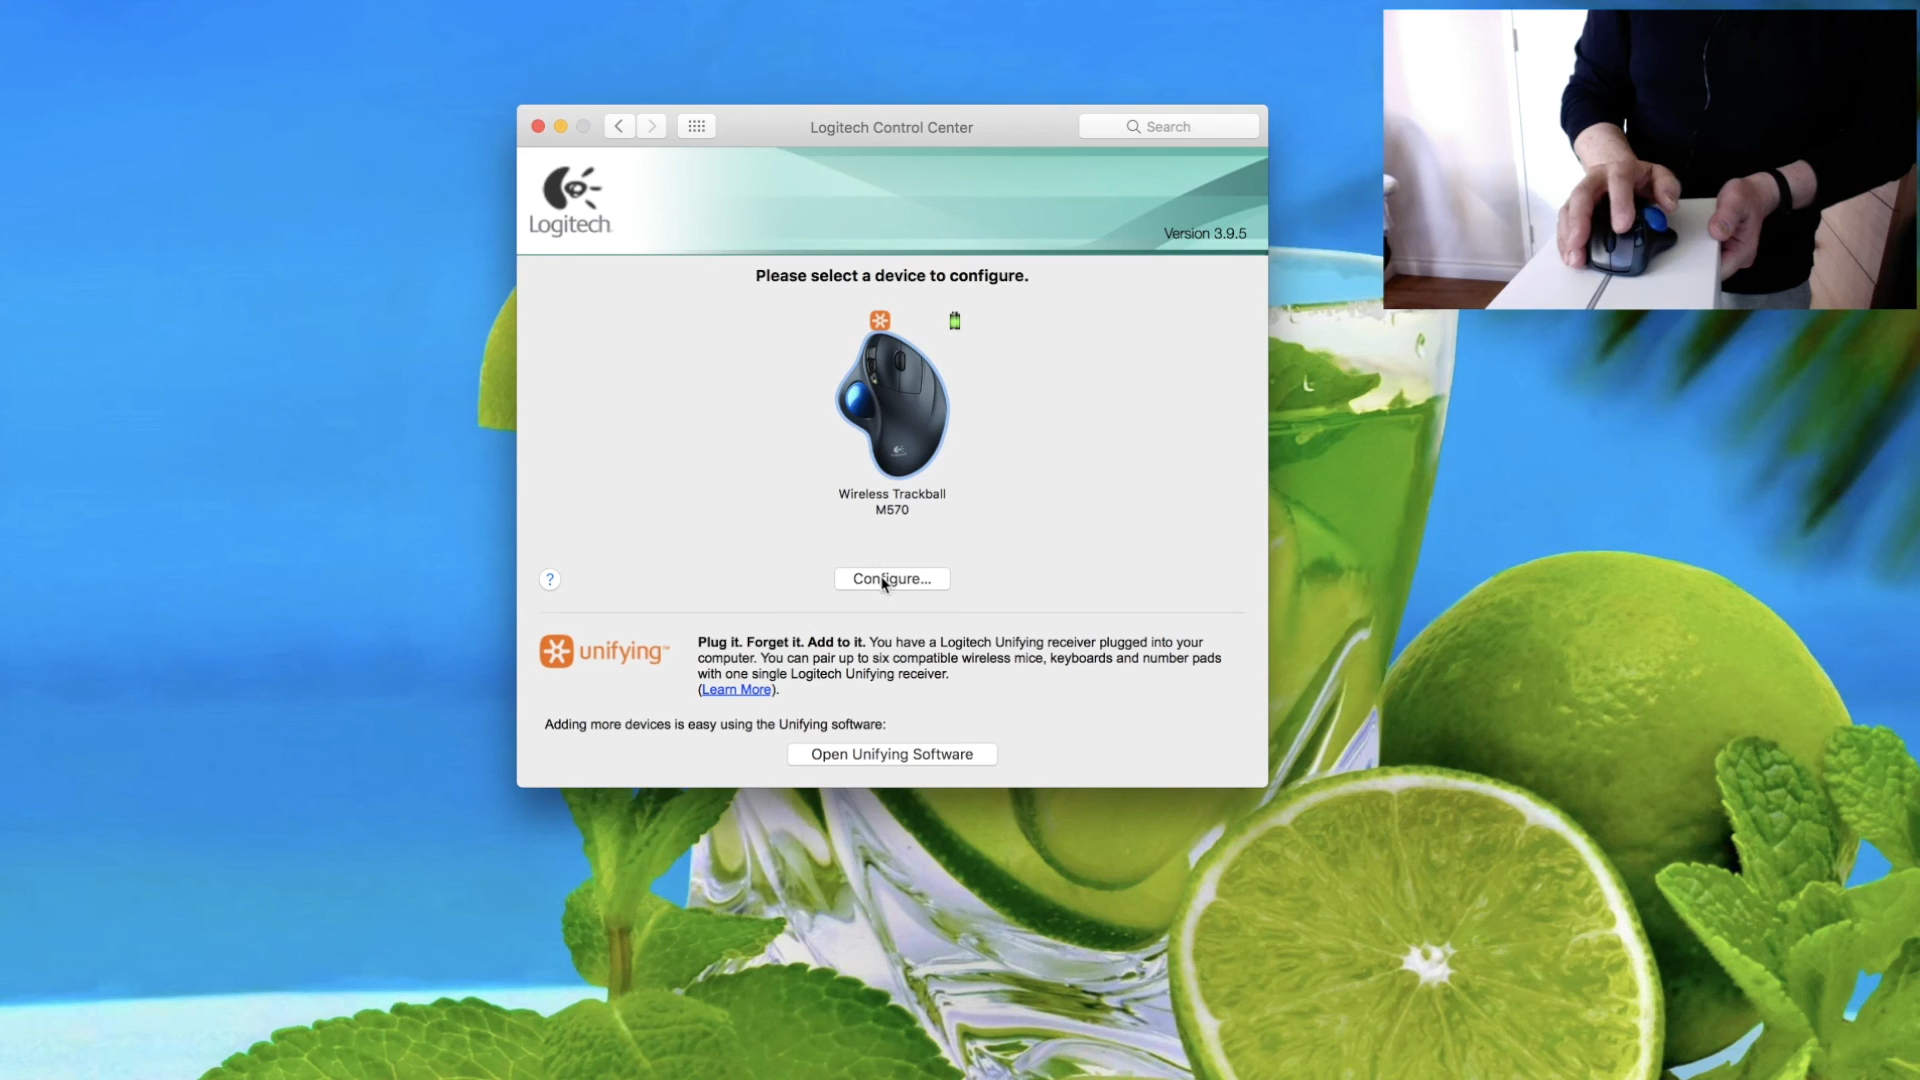 Logitech Control Center
Search
Logitech
Version 3.9.5
Please select a device to configure.
Wireless Trackball
M570
?
Configure...
unifying™
Plug it. Forget it. Add to it. You have a Logitech Unifying receiver plugged into your
computer. You can pair up to six compatible wireless mice, keyboards and number pads
with one single Logitech Unifying receiver.
(Learn More).
Adding more devices is easy using the Unifying software:
Open Unifying Software